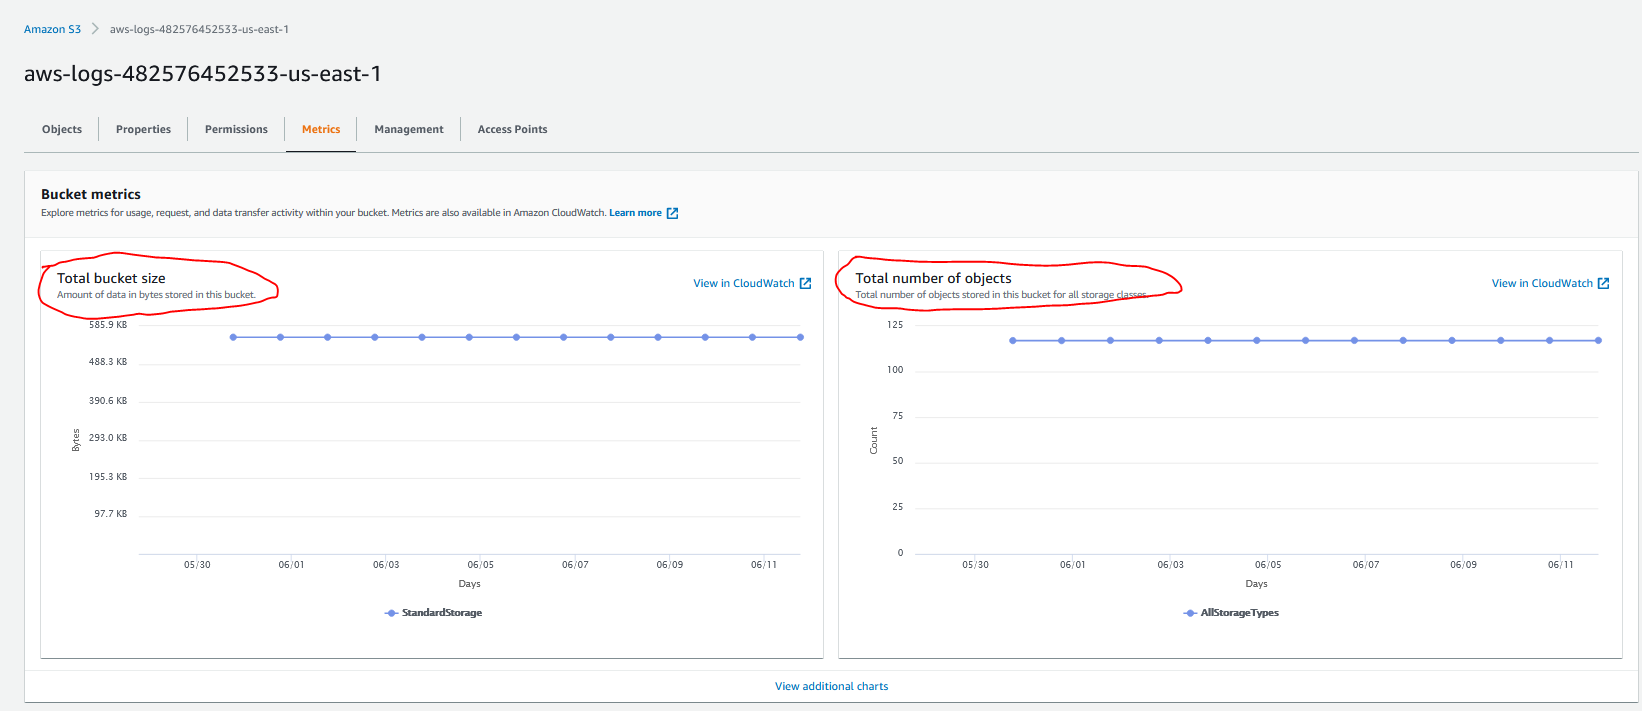 Amazon S3 > aws-logs-482576452533-us-east-1
aws-logs-482576452533-us-east-1
Objects Properties Permissions Metrics Management Access Points
Bucket metrics
Explore metrics for usage, request, and data transfer activity within your bucket. Metrics are also available in Amazon CloudWatch. Learn more
Total bucket size
Amount of data in bytes stored in this bucket.
View in CloudWatch
585.9 KB
488.3 KB
390.6 KB
293.0 KB
195.3 KB
97.7 KB
Bytes
05/30 06/01 06/03 06/05 06/07 06/09 06/11
Days
StandardStorage
Total number of objects
Total number of objects stored in this bucket for all storage classes.
View in CloudWatch
125
100
75
50
25
0
Count
05/30 06/01 06/03 06/05 06/07 06/09 06/11
Days
AllStorageTypes
View additional charts